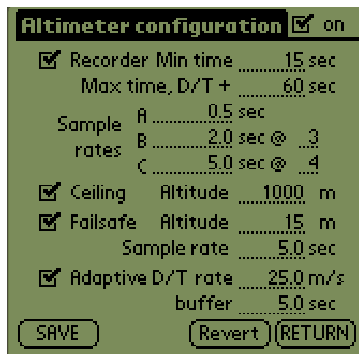 Altimeter configuration on
Recorder Min time 15 sec
Max time, D/T + 60 sec
Sample rates
A 0.5 sec
B 2.0 sec @ 3
C 5.0 sec @ 4
Ceiling Altitude 1000 m
Failsafe Altitude 15 m
Sample rate 5.0 sec
Adaptive D/T rate 25.0 m/s
buffer 5.0 sec
SAVE Revert RETURN